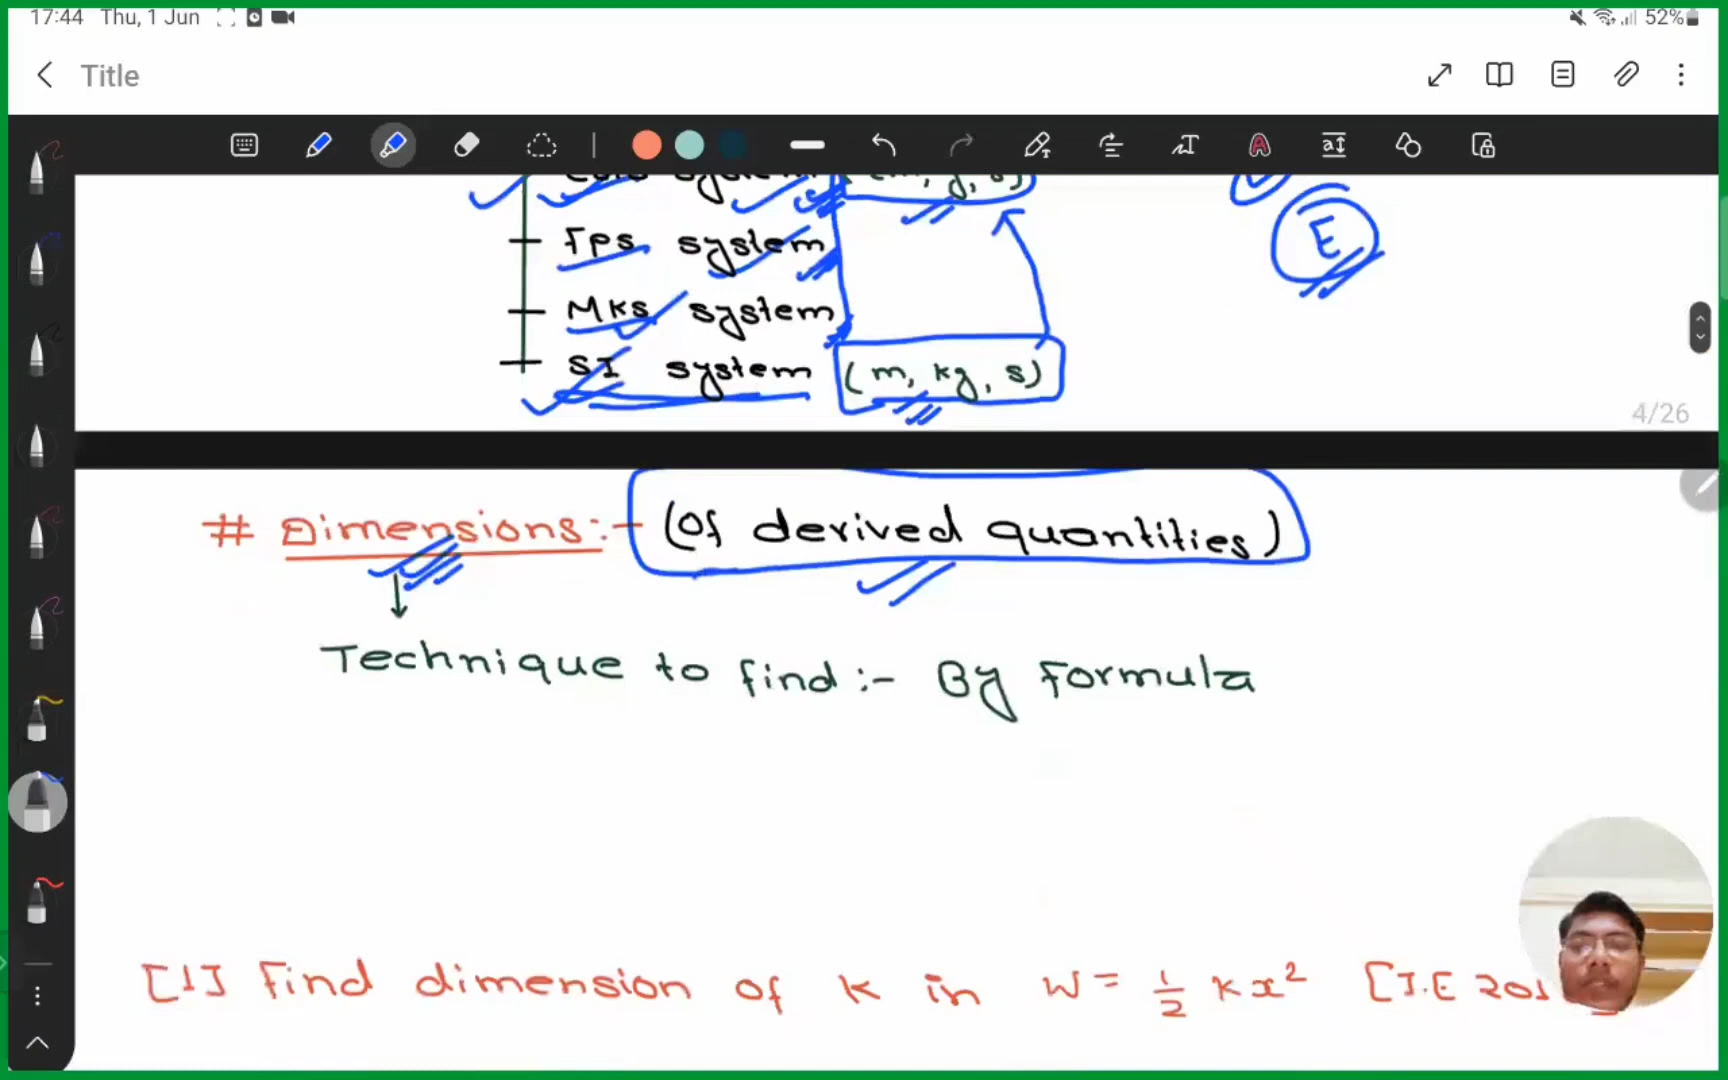 17:44 Thu, 1 Jun
52%
Title
system
Fps system
E
Mks system
SI system (m, kg, s)
4/26
# Dimensions:- (Of derived quantities)
Technique to find:- By Formula
[1] Find dimension of k in W = 1/2 kx² [I.E 201